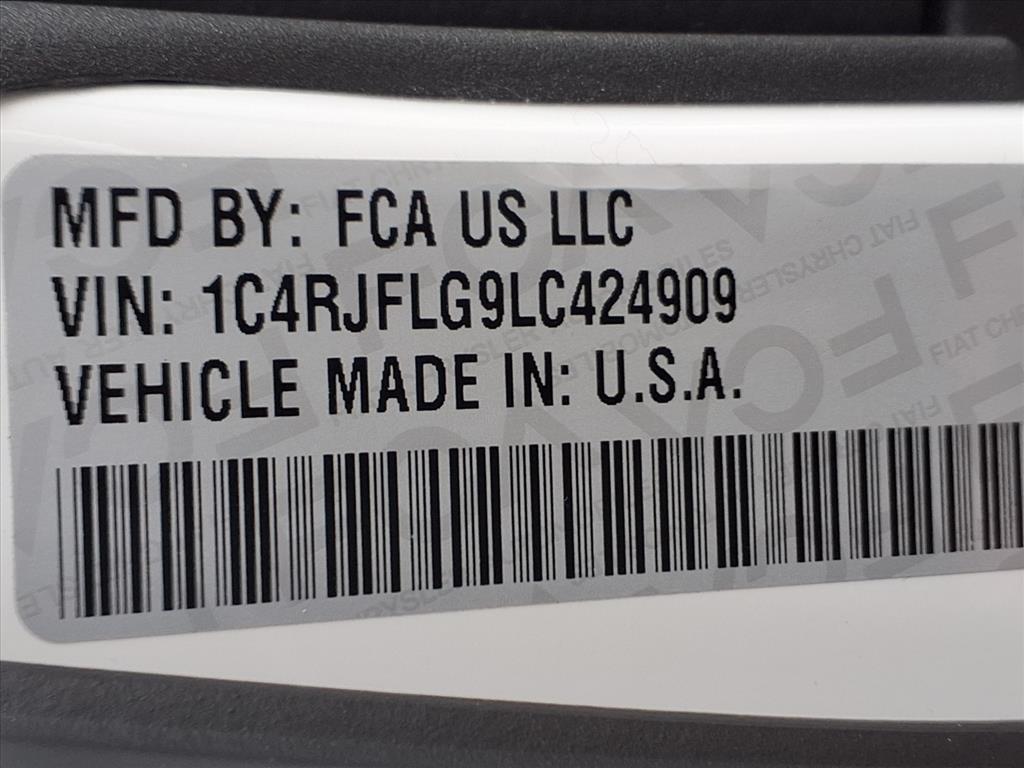 MFD BY: FCA US LLC
VIN: 1C4RJFLG9LC424909
VEHICLE MADE IN: U.S.A.